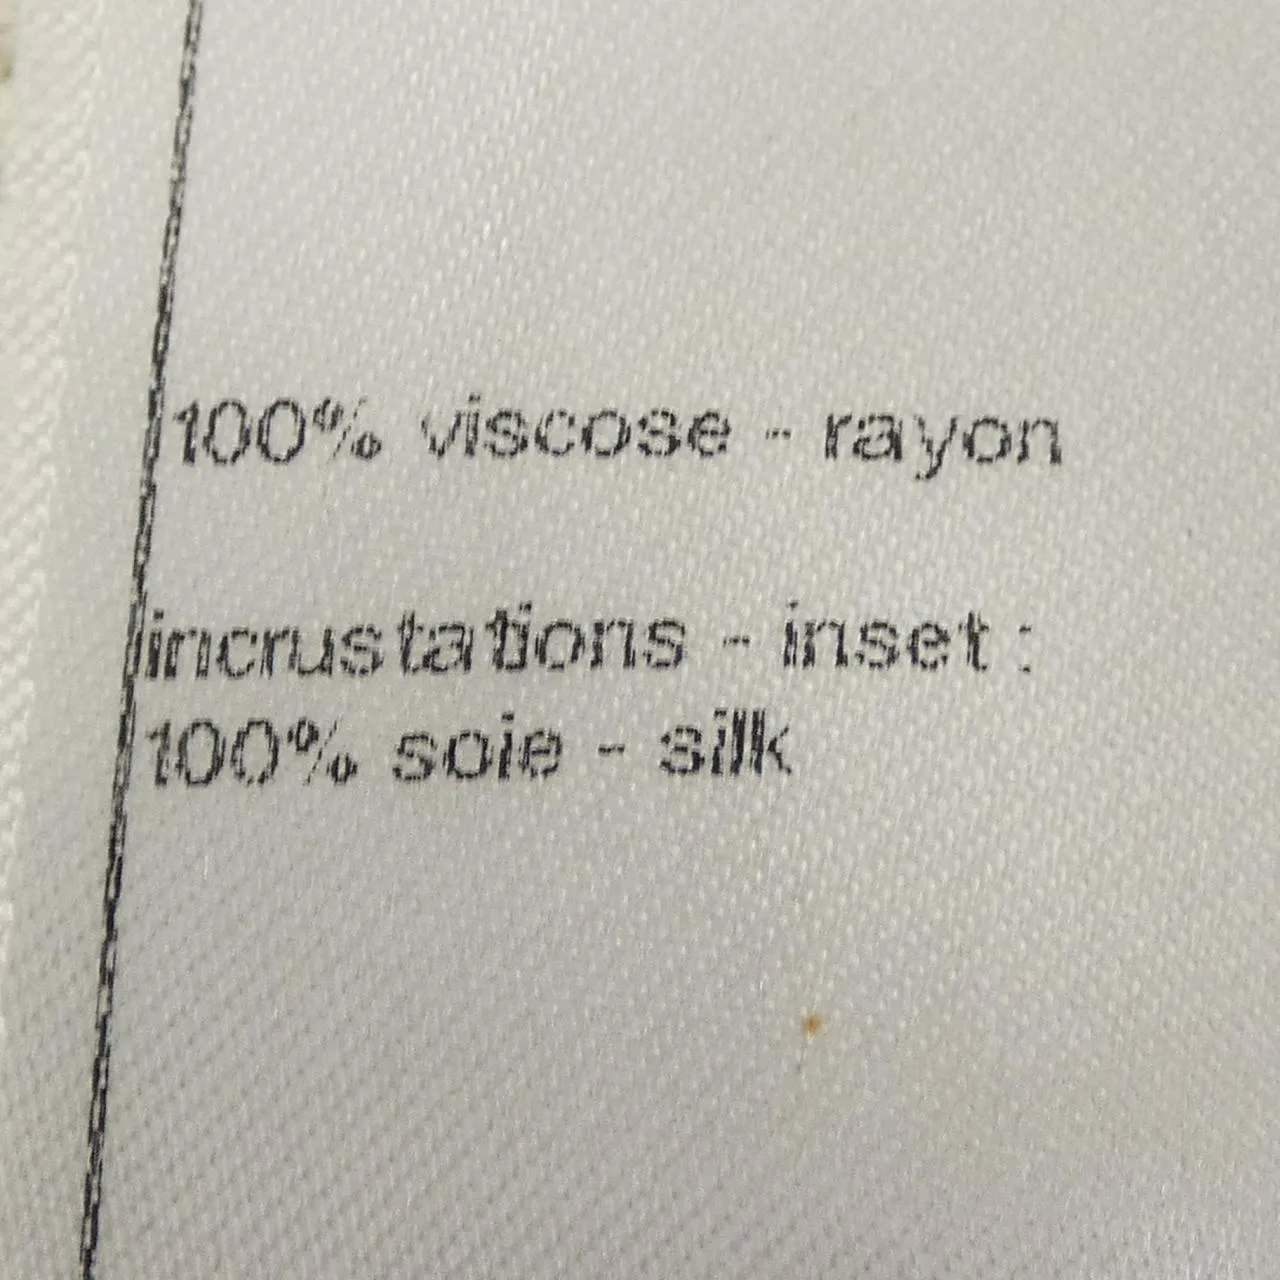 100% viscose - rayon
incrustations - inset :
100% soie - silk